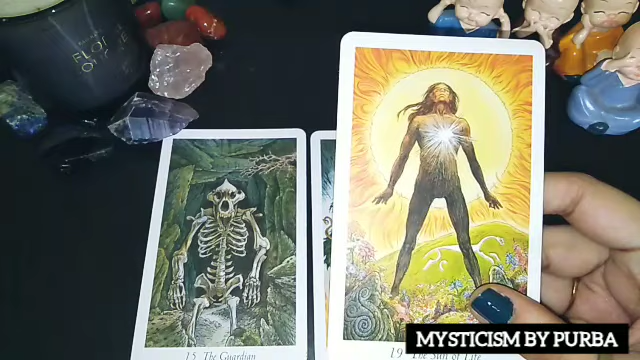 15 The Guardian
19 The Sun of Life
MYSTICISM BY PURBA